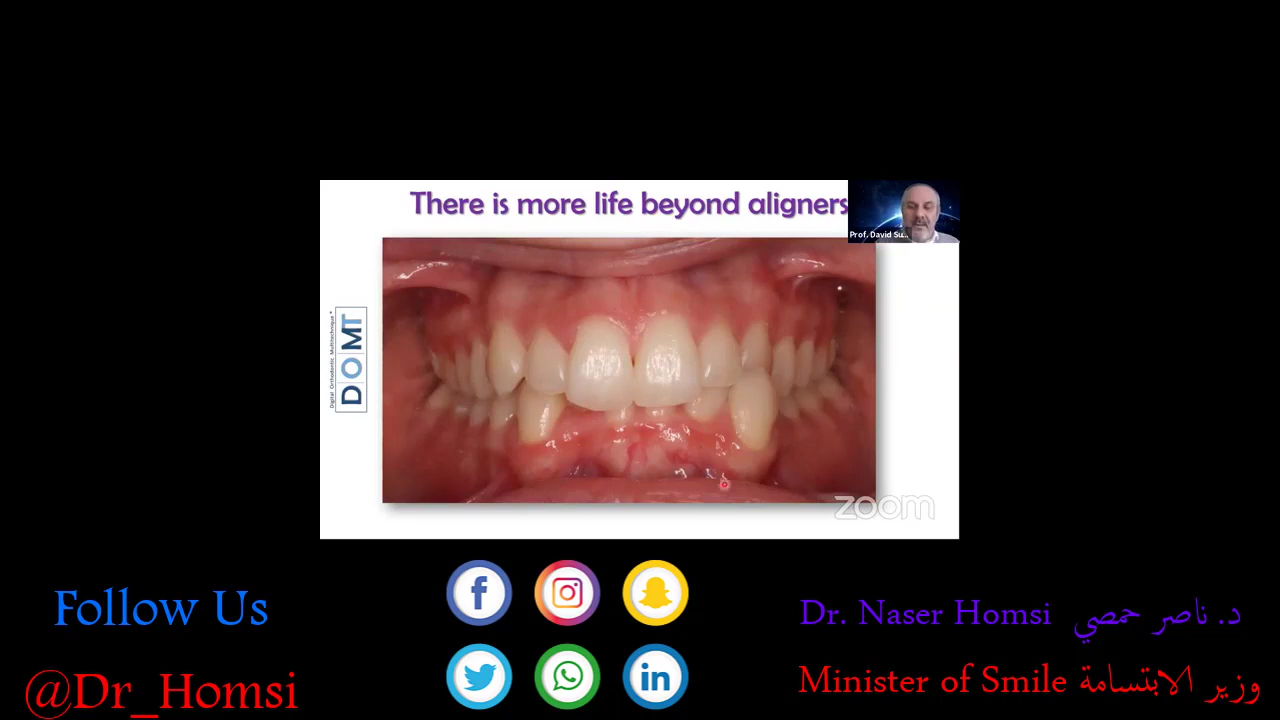 There is more life beyond aligners
Prof. David Su...
Digital Orthodontic Multitechnique ®
DOMT
zoom
Follow Us
Dr. Naser Homsi د. ناصر حمصي
@Dr_Homsi
Minister of Smile وزير الابتسامة